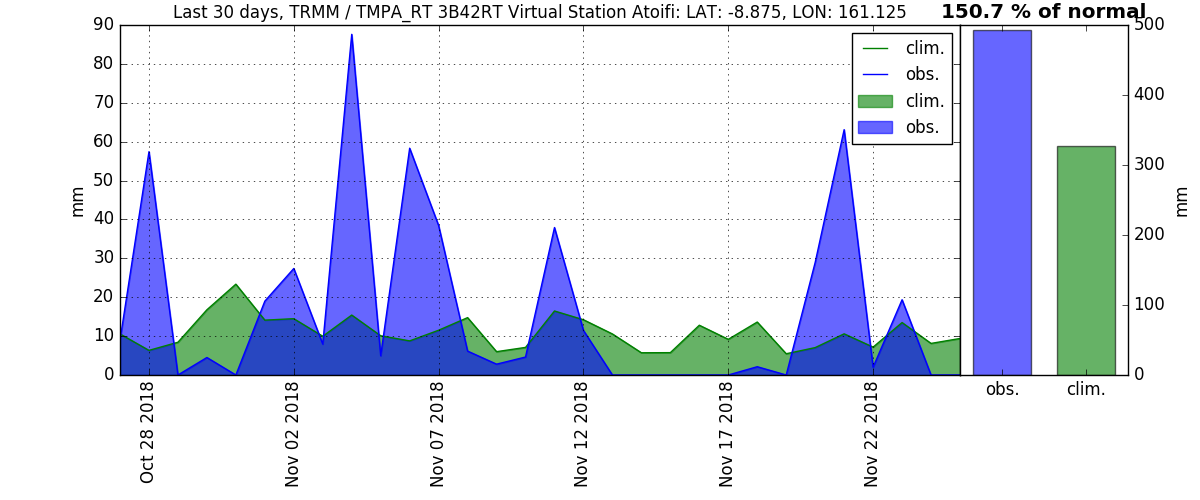 Last 30 days, TRMM / TMPA_RT 3B42RT Virtual Station Atoifi: LAT: -8.875, LON: 161.125
150.7 % of normal
90
80
70
60
50
40
30
20
10
0
mm
clim.
obs.
clim.
obs.
500
400
300
200
100
0
mm
Oct 28 2018
Nov 02 2018
Nov 07 2018
Nov 12 2018
Nov 17 2018
Nov 22 2018
obs.
clim.